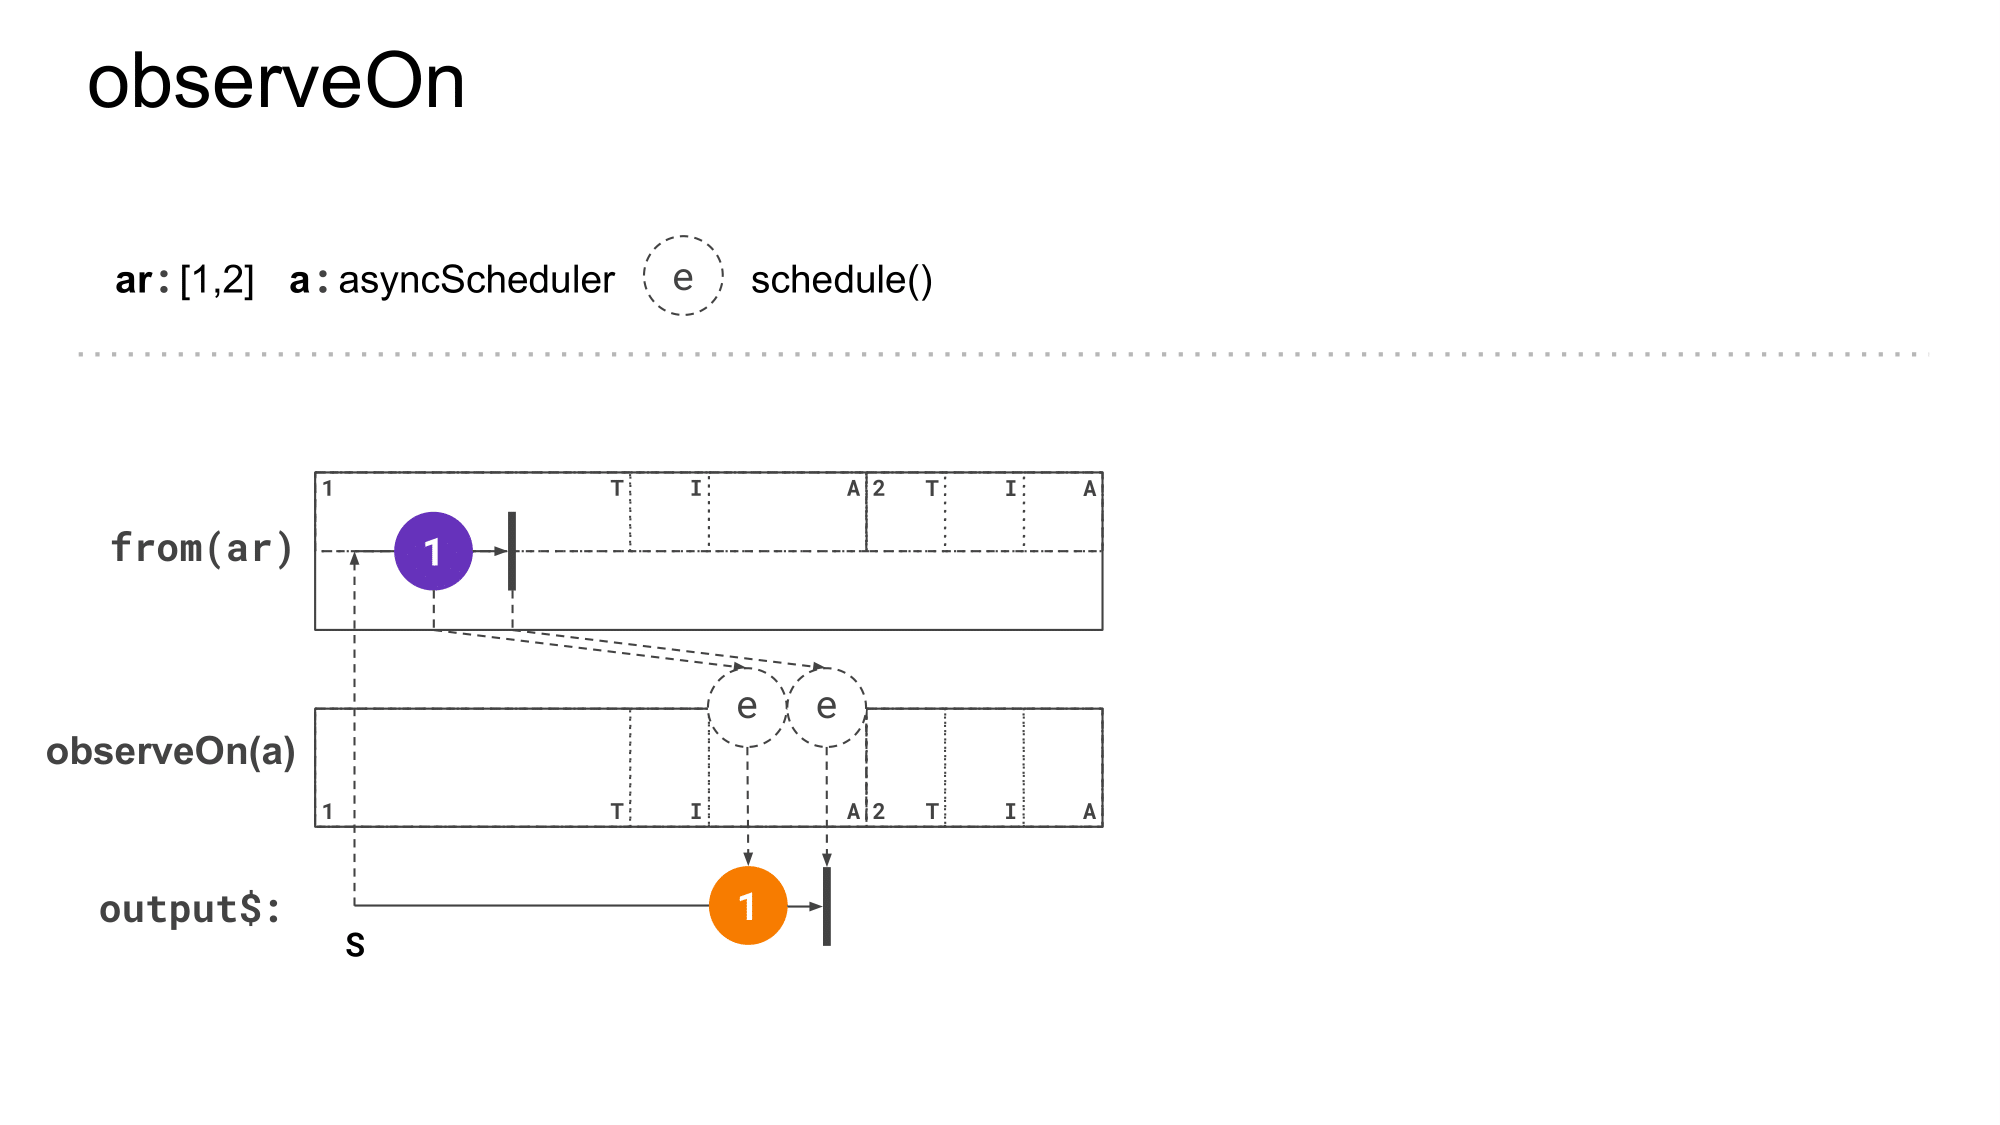 observeOn
ar: [1,2] a: asyncScheduler e schedule()
1 T I A 2 T I A
from(ar) 1
e e
observeOn(a)
1 T I A 2 T I A
output$: 1
S